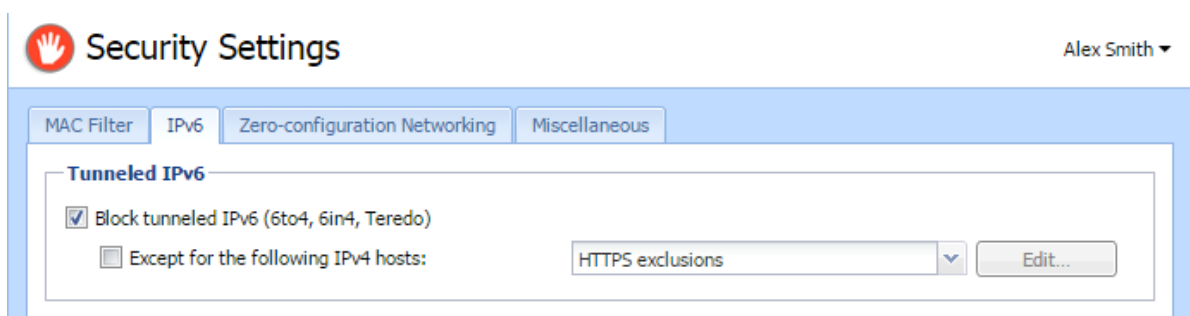 Security Settings
Alex Smith
MAC Filter IPv6 Zero-configuration Networking Miscellaneous
Tunneled IPv6
Block tunneled IPv6 (6to4, 6in4, Teredo)
Except for the following IPv4 hosts: HTTPS exclusions Edit...